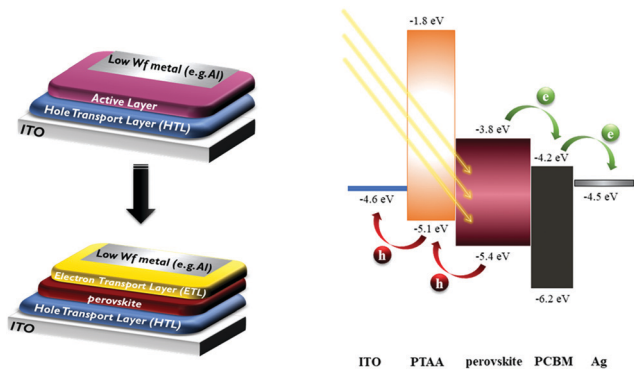 Low Wf metal (e.g. Al)
Active Layer
Hole Transport Layer (HTL)
ITO
Low Wf metal (e.g. Al)
Electron Transport Layer (ETL)
perovskite
Hole Transport Layer (HTL)
ITO
-1.8 eV
e
-3.8 eV
e
-4.2 eV
-4.6 eV
-4.5 eV
-5.1 eV
h
-5.4 eV
h
-6.2 eV
ITO PTAA perovskite PCBM Ag